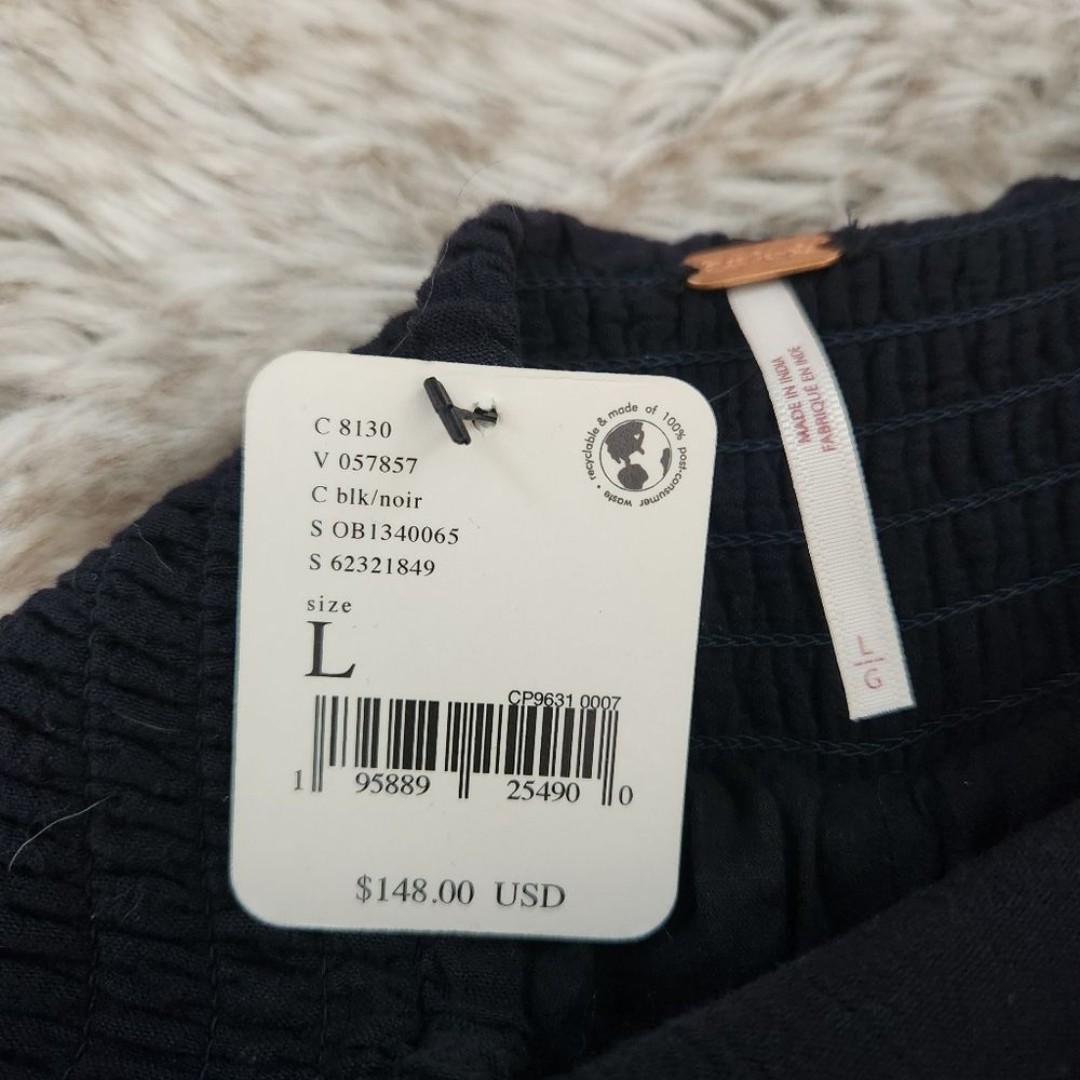 C 8130
V 057857
C blk/noir
S OB1340065
S 62321849
size
L
CP9631 0007
1 95889 25490 0
$148.00 USD
recyclable & made of 100% post-consumer waste •
MADE IN INDIA
FABRIQUÉ EN INDE
L
G